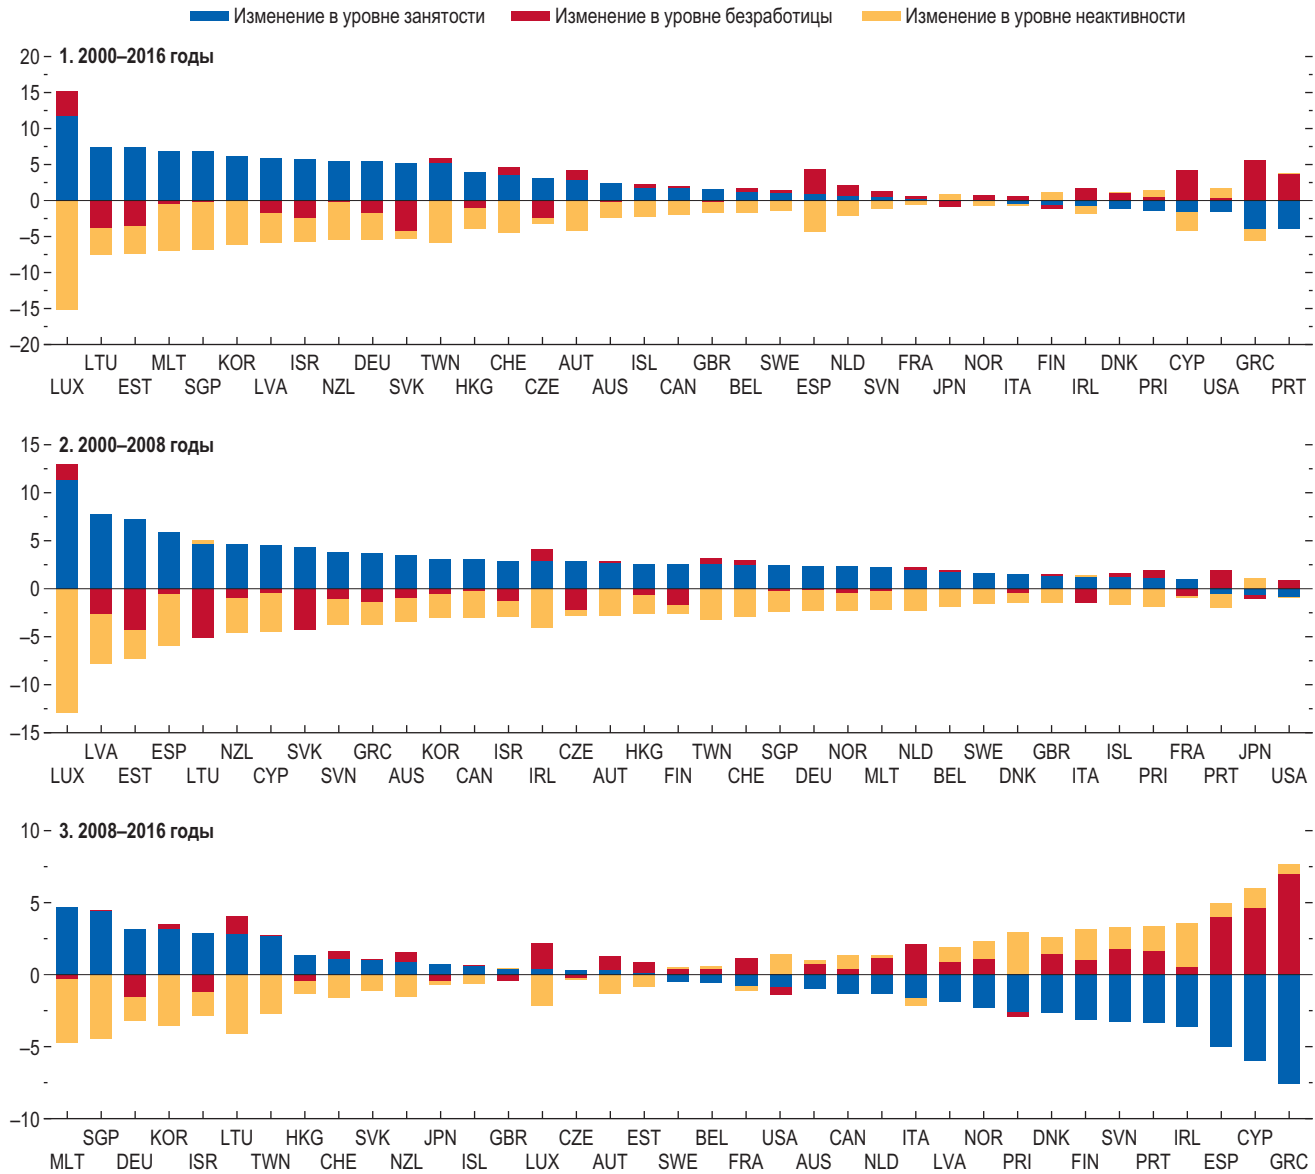 Изменение в уровне занятости Изменение в уровне безработицы Изменение в уровне неактивности
1. 2000–2016 годы
20
15
10
5
0
–5
–10
–15
–20
LTU MLT KOR ISR DEU TWN CHE AUT ISL GBR SWE NLD FRA NOR FIN DNK CYP GRC
LUX EST SGP LVA NZL SVK HKG CZE AUS CAN BEL ESP SVN JPN ITA IRL PRI USA PRT
2. 2000–2008 годы
15
10
5
0
–5
–10
–15
LVA ESP NZL SVK GRC KOR ISR CZE HKG TWN SGP NOR NLD SWE GBR ISL FRA JPN
LUX EST LTU CYP SVN AUS CAN IRL AUT FIN CHE DEU MLT BEL DNK ITA PRI PRT USA
3. 2008–2016 годы
10
5
0
–5
–10
SGP KOR LTU HKG SVK JPN GBR CZE EST BEL USA CAN ITA NOR DNK SVN IRL CYP
MLT DEU ISR TWN CHE NZL ISL LUX AUT SWE FRA AUS NLD LVA PRI FIN PRT ESP GRC